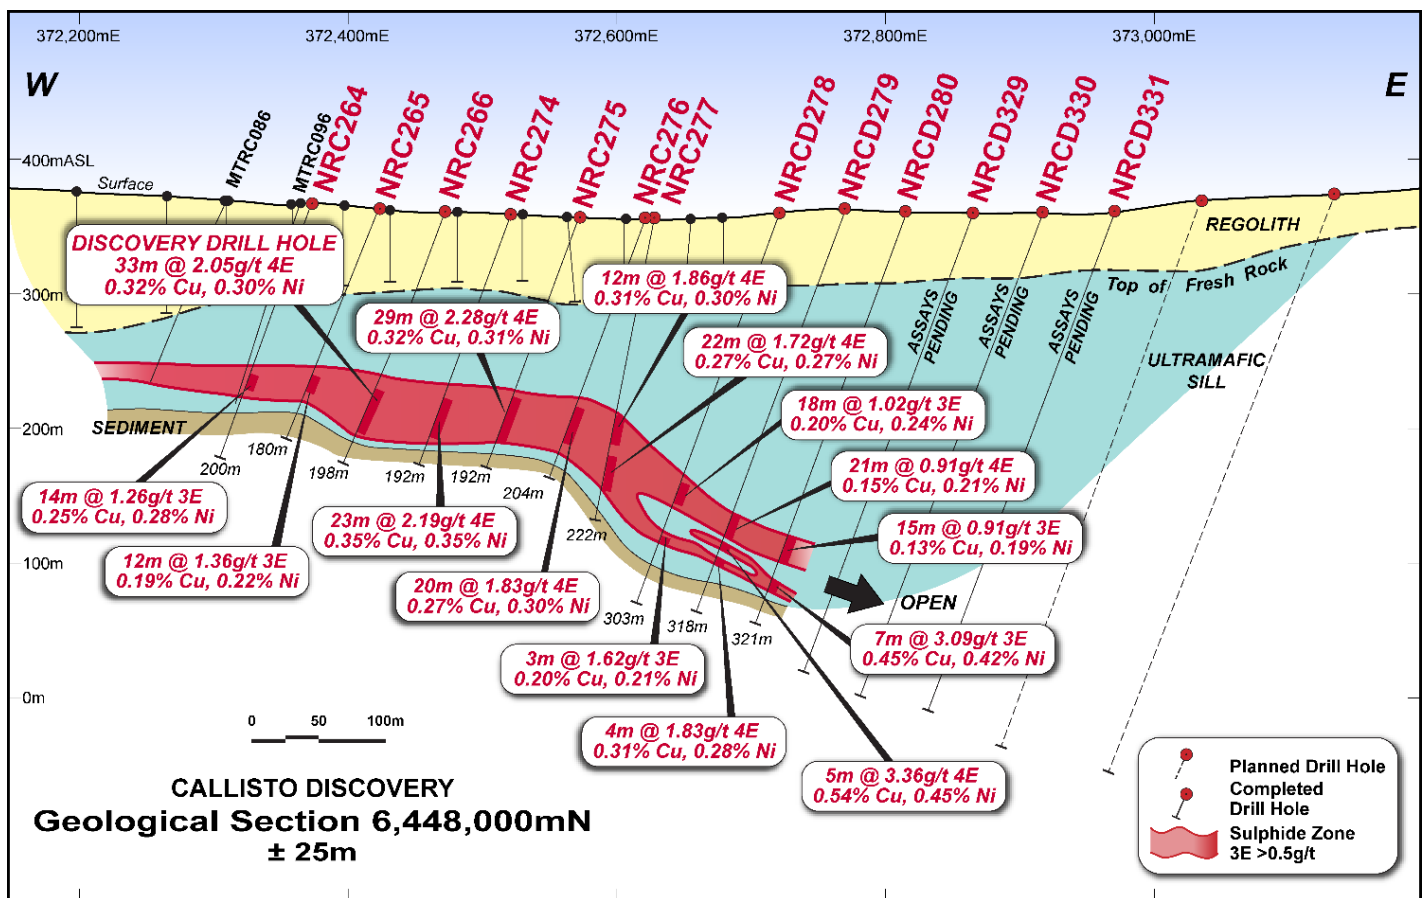 372,200mE
372,400mE
372,600mE
372,800mE
373,000mE
W
E
MTRC086
MTRC096
NRC264
NRC265
NRC266
NRC274
NRC275
NRC276
NRC277
NRCD278
NRCD279
NRCD280
NRCD329
NRCD330
NRCD331
400mASL
Surface
REGOLITH
DISCOVERY DRILL HOLE
33m @ 2.05g/t 4E
0.32% Cu, 0.30% Ni
12m @ 1.86g/t 4E
0.31% Cu, 0.30% Ni
Top of Fresh Rock
300m
29m @ 2.28g/t 4E
0.32% Cu, 0.31% Ni
ASSAYS
PENDING
ASSAYS
PENDING
ASSAYS
PENDING
22m @ 1.72g/t 4E
0.27% Cu, 0.27% Ni
ULTRAMAFIC
SILL
18m @ 1.02g/t 3E
0.20% Cu, 0.24% Ni
200m
SEDIMENT
200m
180m
198m
192m
192m
204m
222m
21m @ 0.91g/t 4E
0.15% Cu, 0.21% Ni
14m @ 1.26g/t 3E
0.25% Cu, 0.28% Ni
23m @ 2.19g/t 4E
0.35% Cu, 0.35% Ni
15m @ 0.91g/t 3E
0.13% Cu, 0.19% Ni
100m
12m @ 1.36g/t 3E
0.19% Cu, 0.22% Ni
20m @ 1.83g/t 4E
0.27% Cu, 0.30% Ni
OPEN
303m
318m
321m
7m @ 3.09g/t 3E
0.45% Cu, 0.42% Ni
3m @ 1.62g/t 3E
0.20% Cu, 0.21% Ni
0m
4m @ 1.83g/t 4E
0.31% Cu, 0.28% Ni
5m @ 3.36g/t 4E
0.54% Cu, 0.45% Ni
0 50 100m
CALLISTO DISCOVERY
Geological Section 6,448,000mN
± 25m
Planned Drill Hole
Completed
Drill Hole
Sulphide Zone
3E >0.5g/t